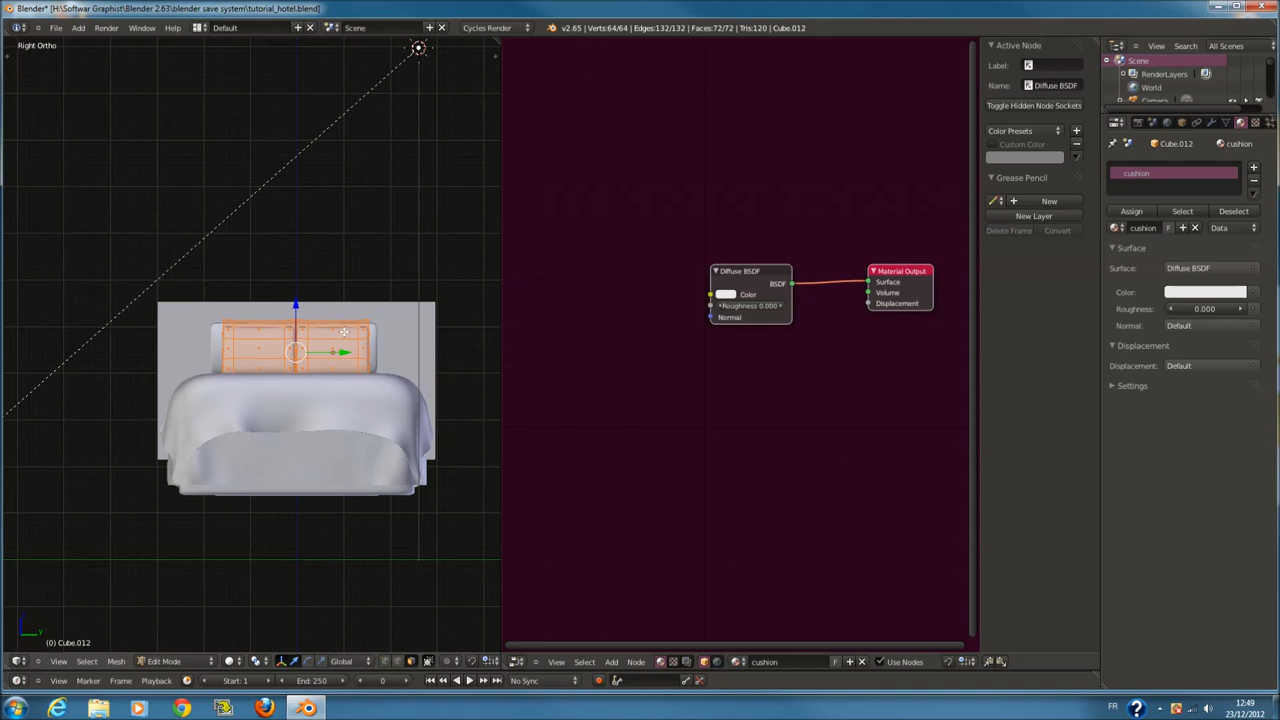 Blender* [H:\Softwar Graphist\Blender 2.63\blender save system\tutorial_hotel.blend]
File Add Render Window Help Default Scene Cycles Render v2.65 | Verts:64/64 | Edges:132/132 | Faces:72/72 | Tris:120 | Cube.012
Right Ortho
(0) Cube.012
View Select Mesh Edit Mode Global
Diffuse BSDF
BSDF
Color
Roughness 0.000
Normal
Material Output
Surface
Volume
Displacement
View Select Add Node cushion F Use Nodes
Active Node
Label:
Name: Diffuse BSDF
Toggle Hidden Node Sockets
Color Presets
Custom Color
Grease Pencil
New
New Layer
Delete Frame Convert
View Search All Scenes
Scene
RenderLayers
World
Camera
Cube.012 cushion
cushion
Assign Select Deselect
cushion F Data
Surface
Surface: Diffuse BSDF
Color:
Roughness: 0.000
Normal: Default
Displacement
Displacement: Default
Settings
View Marker Frame Playback Start: 1 End: 250 0 No Sync
FR 12:49
23/12/2012